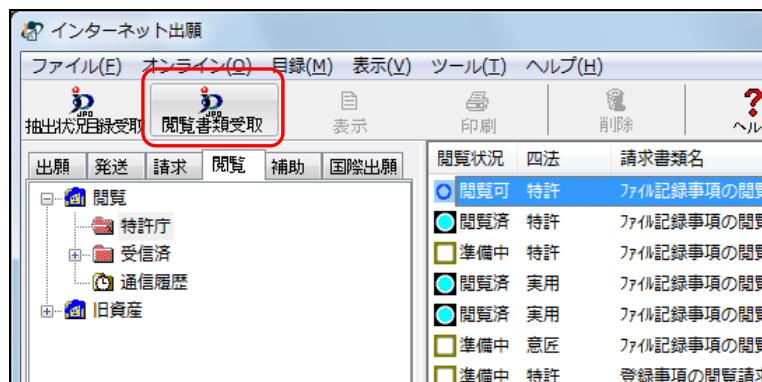 インターネット出願
ファイル(F) オンライン(O) 目録(M) 表示(V) ツール(T) ヘルプ(H)
JPO JPO
抽出状況目録受取 閲覧書類受取 表示 印刷 削除 ヘル
出願 発送 請求 閲覧 補助 国際出願
閲覧
特許庁
受信済
通信履歴
旧資産
閲覧状況 四法 請求書類名
閲覧可 特許 ファイル記録事項の閲覧
閲覧済 特許 ファイル記録事項の閲覧
準備中 特許 ファイル記録事項の閲覧
閲覧済 実用 ファイル記録事項の閲覧
閲覧済 実用 ファイル記録事項の閲覧
準備中 意匠 ファイル記録事項の閲覧
準備中 特許 登録事項の閲覧請求